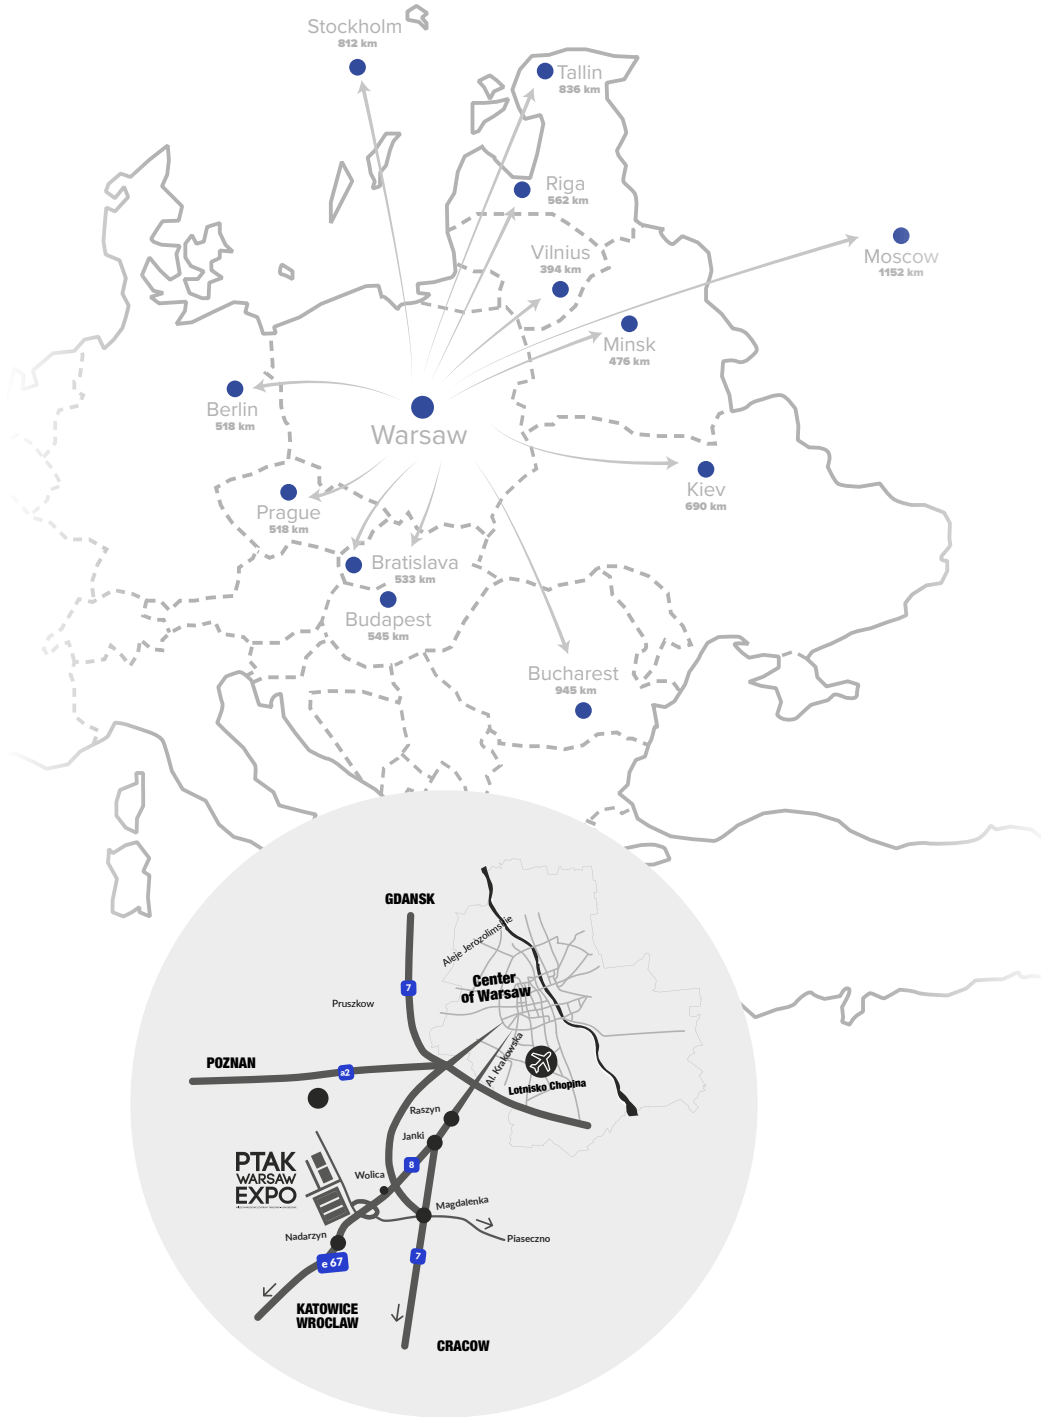 Stockholm
812 km
Tallin
836 km
Riga
562 km
Vilnius
394 km
Moscow
1152 km
Minsk
476 km
Berlin
518 km
Warsaw
Kiev
690 km
Prague
518 km
Bratislava
533 km
Budapest
545 km
Bucharest
945 km
GDANSK
Aleje Jerozolimskie
Center
of Warsaw
7
Pruszkow
POZNAN
a2
Al. Krakowska
Lotnisko Chopina
Raszyn
Janki
8
PTAK
WARSAW
EXPO
Wolica
Magdalenka
Nadarzyn
Piaseczno
7
e 67
KATOWICE
WROCLAW
CRACOW